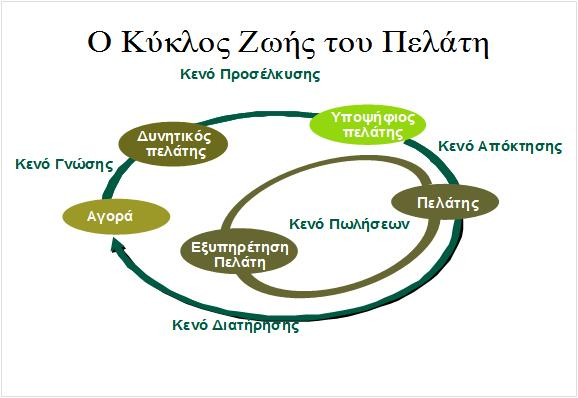 Ο Κύκλος Ζωής του Πελάτη
Κενό Προσέλκυσης
Υποψήφιος
πελάτης
Δυνητικός
πελάτης
Κενό Απόκτησης
Κενό Γνώσης
Πελάτης
Αγορά
Κενό Πωλήσεων
Εξυπηρέτηση
Πελάτη
Κενό Διατήρησης